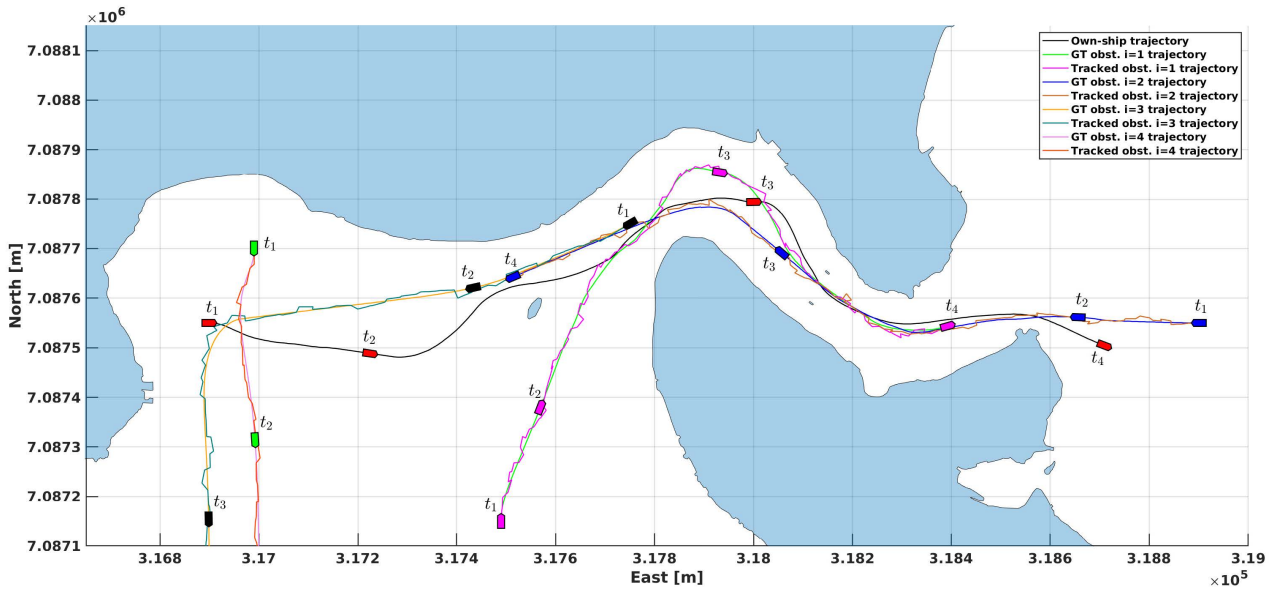 ×10⁶
7.0881
7.088
7.0879
7.0878
7.0877
7.0876
7.0875
7.0874
7.0873
7.0872
7.0871
North [m]
3.168
3.17
3.172
3.174
3.176
3.178
3.18
3.182
3.184
3.186
3.188
3.19
East [m]
×10⁵
Own-ship trajectory
GT obst. i=1 trajectory
Tracked obst. i=1 trajectory
GT obst. i=2 trajectory
Tracked obst. i=2 trajectory
GT obst. i=3 trajectory
Tracked obst. i=3 trajectory
GT obst. i=4 trajectory
Tracked obst. i=4 trajectory
t₃
t₃
t₁
t₁
t₂
t₄
t₃
t₁
t₄
t₂
t₁
t₂
t₄
t₂
t₂
t₃
t₁